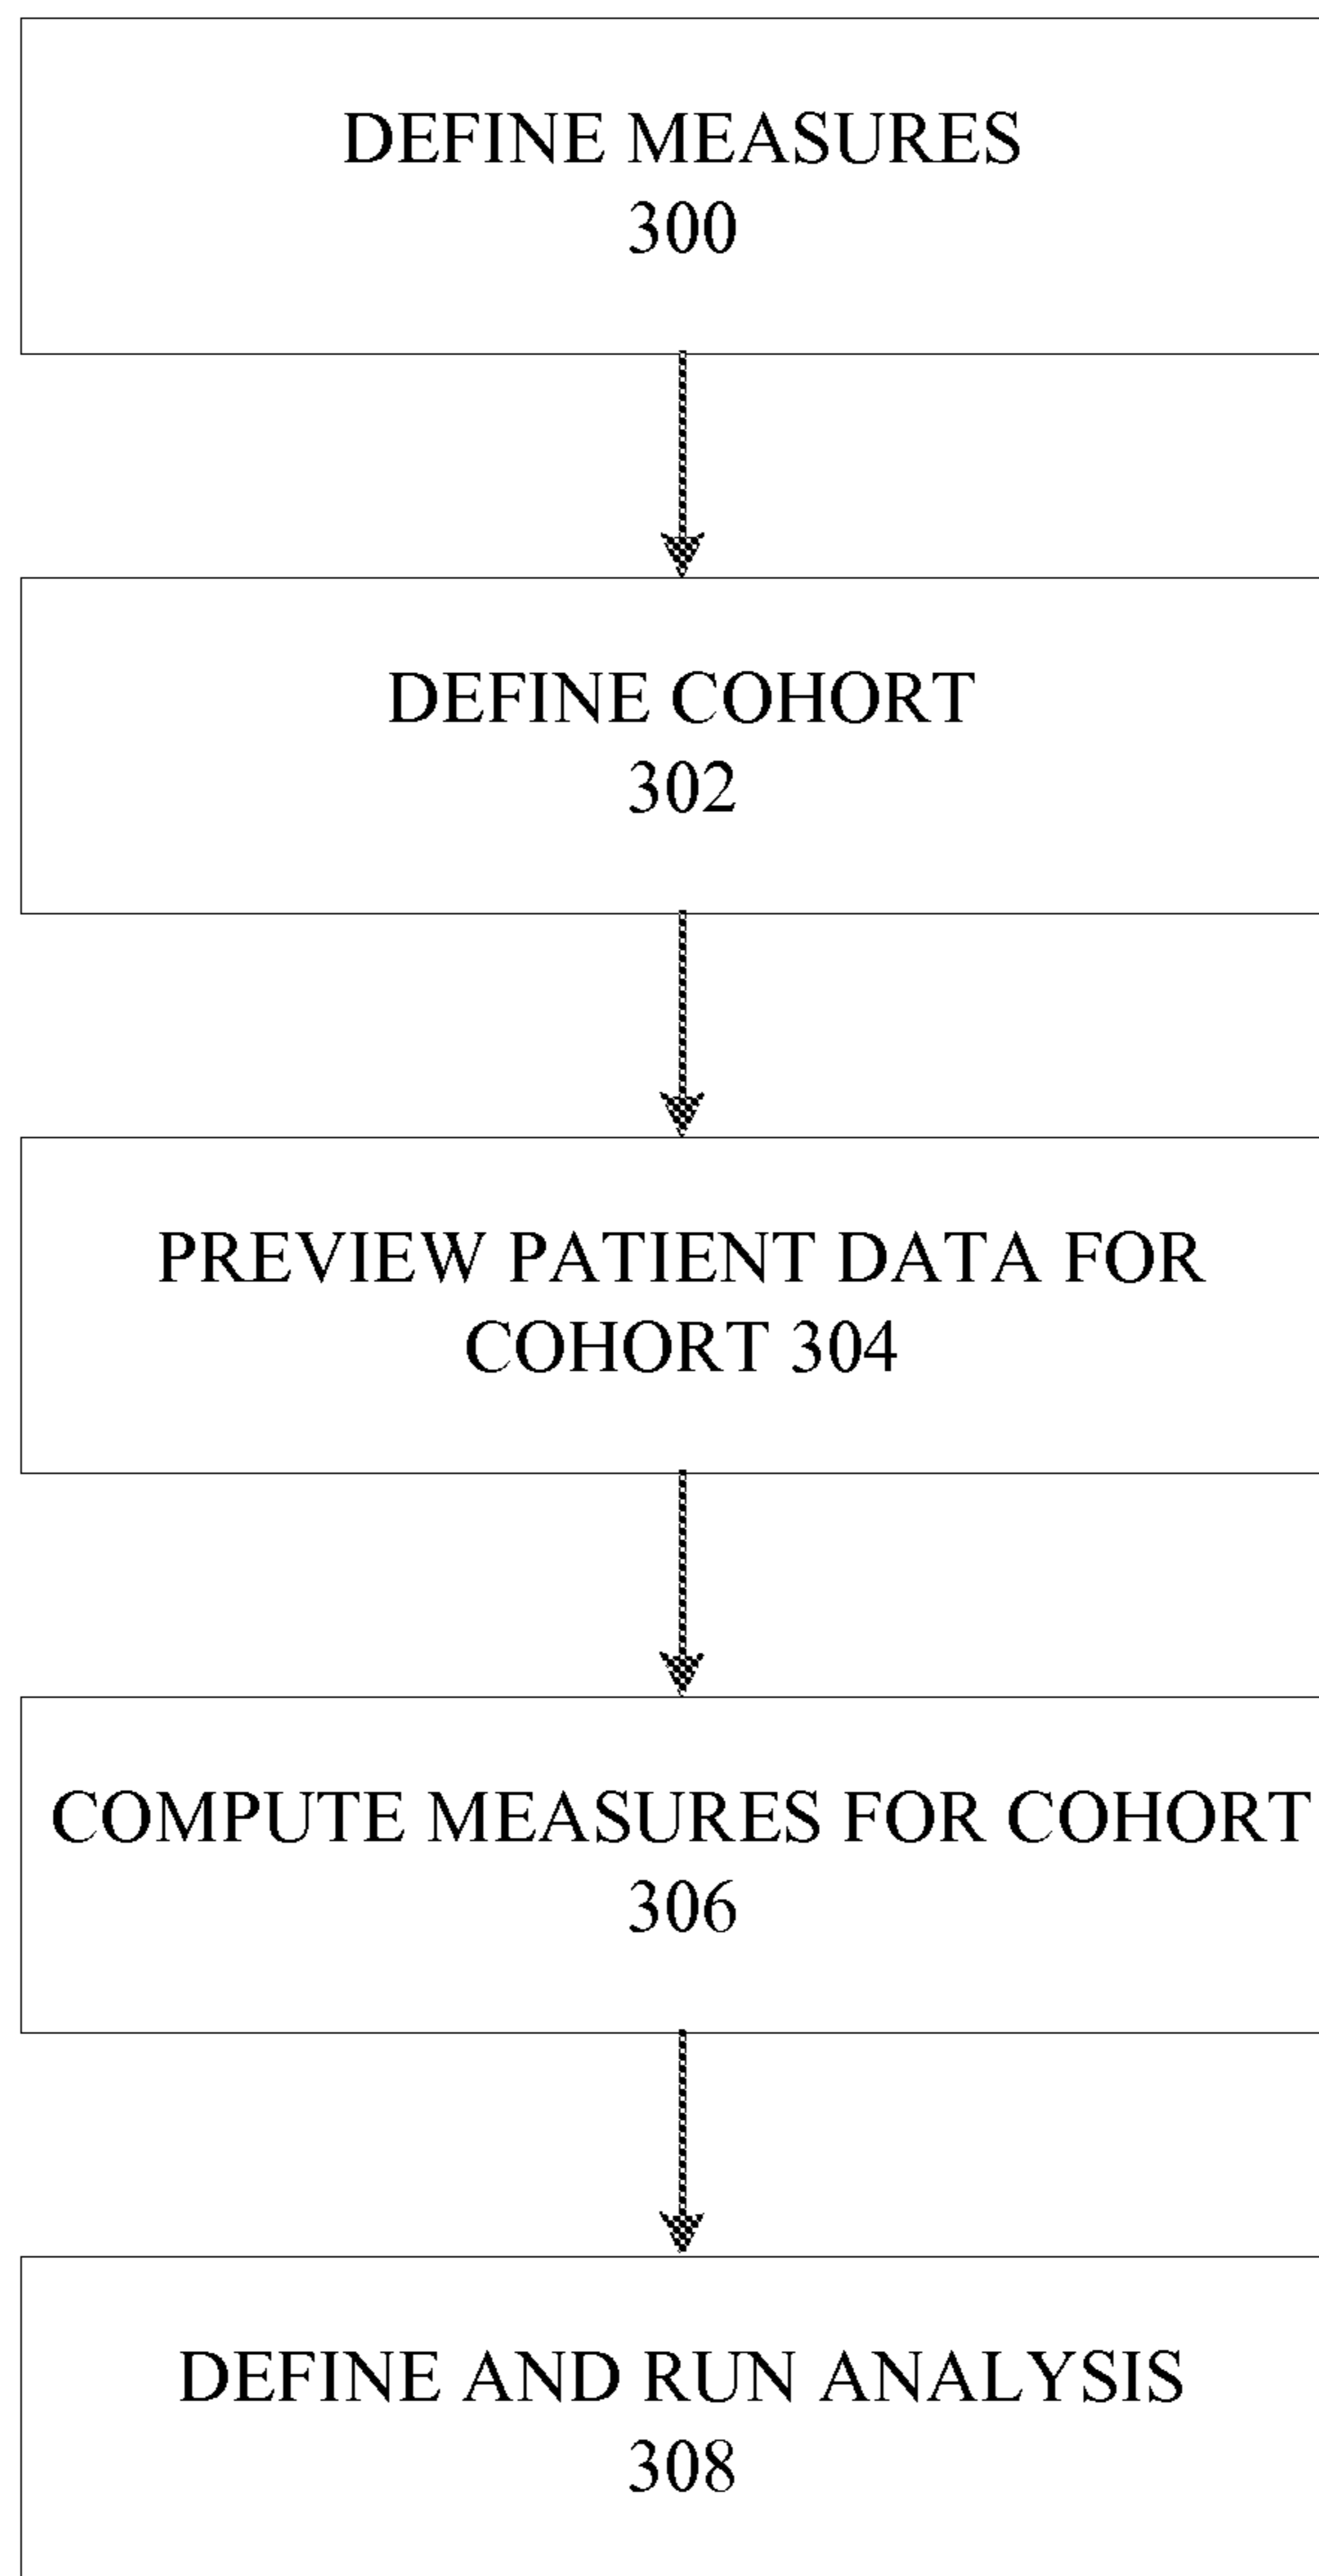 DEFINE MEASURES
300
DEFINE COHORT
302
PREVIEW PATIENT DATA FOR
COHORT 304
COMPUTE MEASURES FOR COHORT
306
DEFINE AND RUN ANALYSIS
308